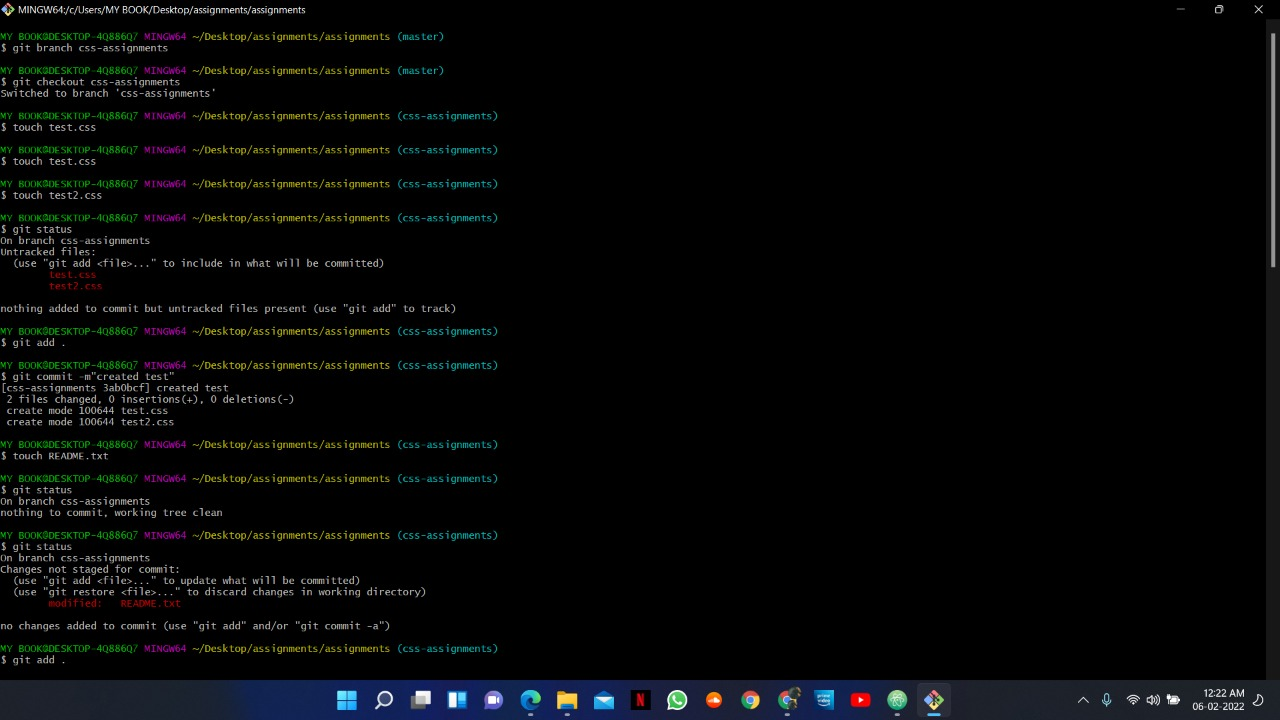 MINGW64:/c/Users/MY BOOK/Desktop/assignments/assignments
MY BOOK@DESKTOP-4Q886Q7 MINGW64 ~/Desktop/assignments/assignments (master)
$ git branch css-assignments
MY BOOK@DESKTOP-4Q886Q7 MINGW64 ~/Desktop/assignments/assignments (master)
$ git checkout css-assignments
Switched to branch 'css-assignments'
MY BOOK@DESKTOP-4Q886Q7 MINGW64 ~/Desktop/assignments/assignments (css-assignments)
$ touch test.css
MY BOOK@DESKTOP-4Q886Q7 MINGW64 ~/Desktop/assignments/assignments (css-assignments)
$ touch test.css
MY BOOK@DESKTOP-4Q886Q7 MINGW64 ~/Desktop/assignments/assignments (css-assignments)
$ touch test2.css
MY BOOK@DESKTOP-4Q886Q7 MINGW64 ~/Desktop/assignments/assignments (css-assignments)
$ git status
On branch css-assignments
Untracked files:
  (use "git add <file>..." to include in what will be committed)
        test.css
        test2.css
nothing added to commit but untracked files present (use "git add" to track)
MY BOOK@DESKTOP-4Q886Q7 MINGW64 ~/Desktop/assignments/assignments (css-assignments)
$ git add .
MY BOOK@DESKTOP-4Q886Q7 MINGW64 ~/Desktop/assignments/assignments (css-assignments)
$ git commit -m"created test"
[css-assignments 3ab0bcf] created test
 2 files changed, 0 insertions(+), 0 deletions(-)
 create mode 100644 test.css
 create mode 100644 test2.css
MY BOOK@DESKTOP-4Q886Q7 MINGW64 ~/Desktop/assignments/assignments (css-assignments)
$ touch README.txt
MY BOOK@DESKTOP-4Q886Q7 MINGW64 ~/Desktop/assignments/assignments (css-assignments)
$ git status
On branch css-assignments
nothing to commit, working tree clean
MY BOOK@DESKTOP-4Q886Q7 MINGW64 ~/Desktop/assignments/assignments (css-assignments)
$ git status
On branch css-assignments
Changes not staged for commit:
  (use "git add <file>..." to update what will be committed)
  (use "git restore <file>..." to discard changes in working directory)
        modified:   README.txt
no changes added to commit (use "git add" and/or "git commit -a")
MY BOOK@DESKTOP-4Q886Q7 MINGW64 ~/Desktop/assignments/assignments (css-assignments)
$ git add .
12:22 AM
06-02-2022